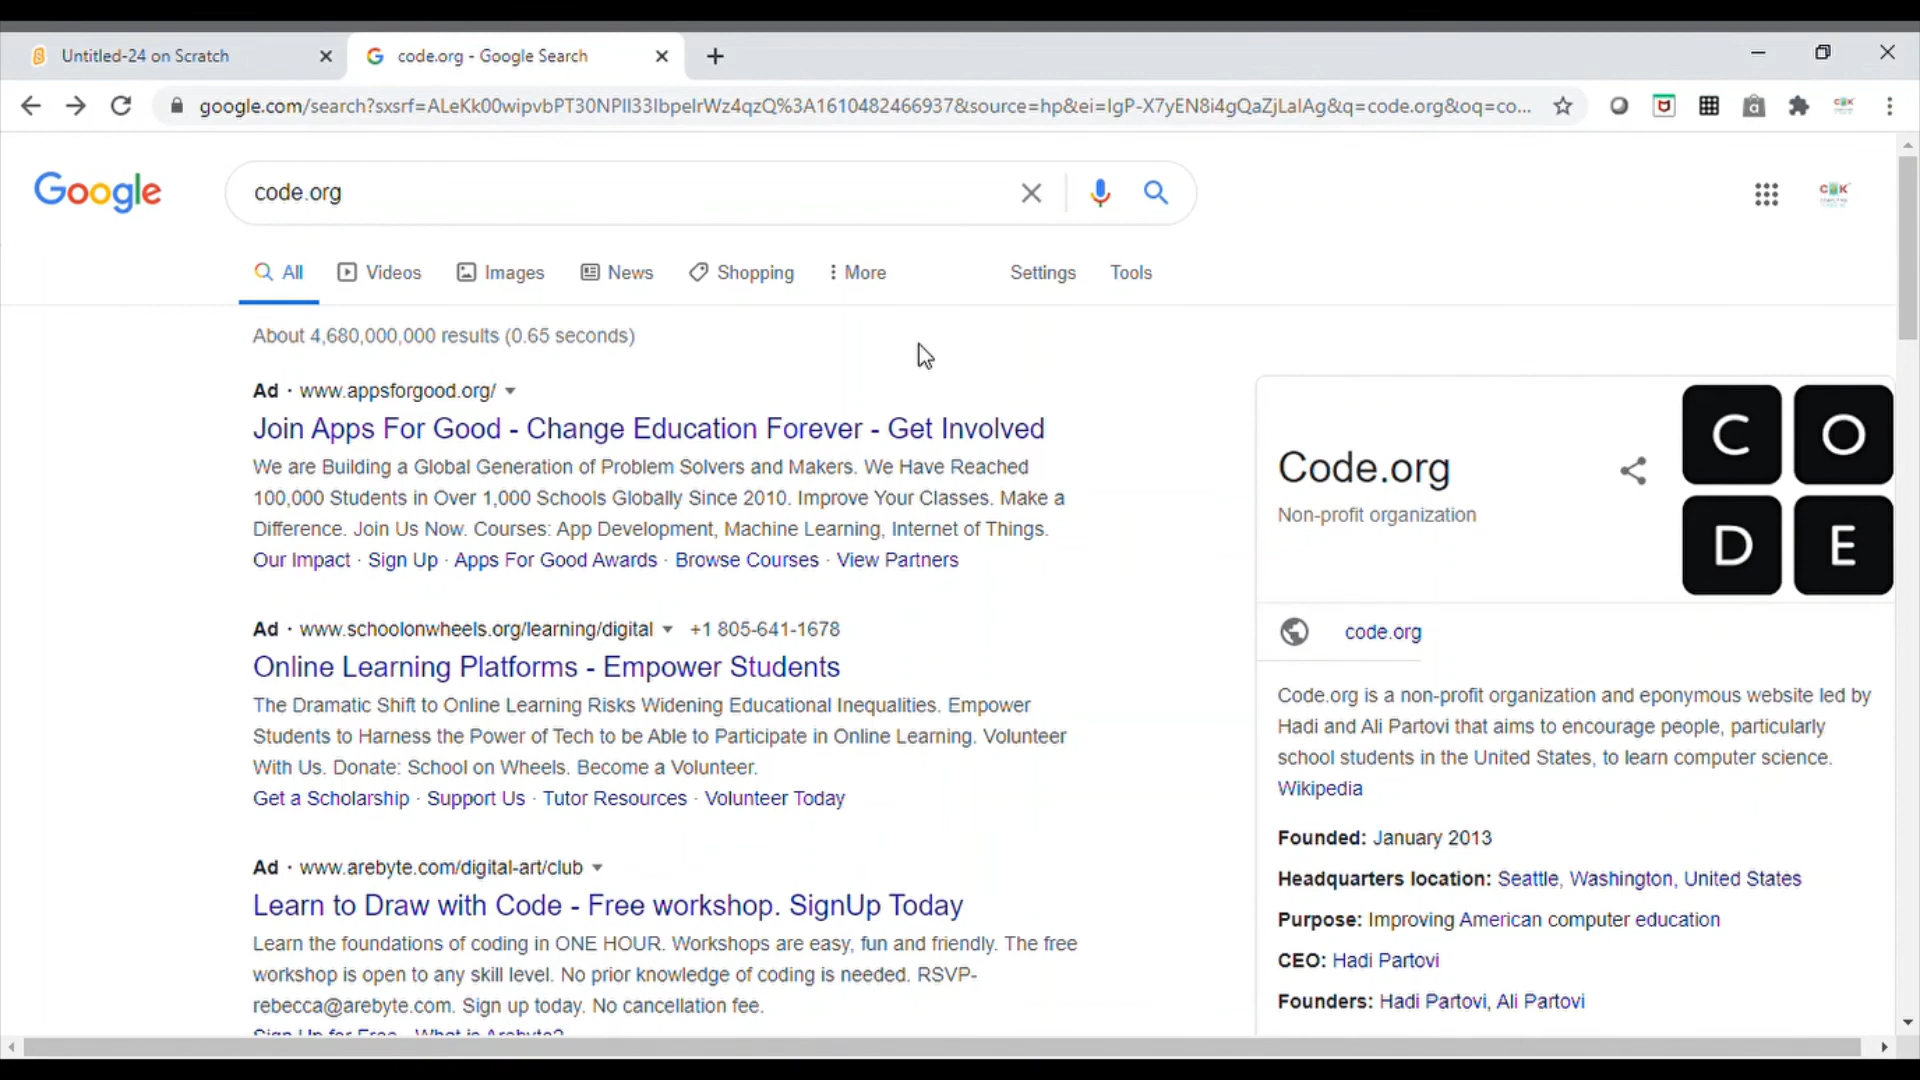 Untitled-24 on Scratch
code.org - Google Search
google.com/search?sxsrf=ALeKk00wipvbPT30NPIl33IbpeIrWz4qzQ%3A1610482466937&source=hp&ei=IgP-X7yEN8i4gQaZjLaIAg&q=code.org&oq=co...
Google
code.org
All
Videos
Images
News
Shopping
More
Settings
Tools
About 4,680,000,000 results (0.65 seconds)
Ad · www.appsforgood.org/
Join Apps For Good - Change Education Forever - Get Involved
We are Building a Global Generation of Problem Solvers and Makers. We Have Reached
100,000 Students in Over 1,000 Schools Globally Since 2010. Improve Your Classes. Make a
Difference. Join Us Now. Courses: App Development, Machine Learning, Internet of Things.
Our Impact · Sign Up · Apps For Good Awards · Browse Courses · View Partners
Ad · www.schoolonwheels.org/learning/digital +1 805-641-1678
Online Learning Platforms - Empower Students
The Dramatic Shift to Online Learning Risks Widening Educational Inequalities. Empower
Students to Harness the Power of Tech to be Able to Participate in Online Learning. Volunteer
With Us. Donate: School on Wheels. Become a Volunteer.
Get a Scholarship · Support Us · Tutor Resources · Volunteer Today
Ad · www.arebyte.com/digital-art/club
Learn to Draw with Code - Free workshop. SignUp Today
Learn the foundations of coding in ONE HOUR. Workshops are easy, fun and friendly. The free
workshop is open to any skill level. No prior knowledge of coding is needed. RSVP-
rebecca@arebyte.com. Sign up today. No cancellation fee.
Sign Up for Free · What is Arebyte?
Code.org
Non-profit organization
C O
D E
code.org
Code.org is a non-profit organization and eponymous website led by
Hadi and Ali Partovi that aims to encourage people, particularly
school students in the United States, to learn computer science.
Wikipedia
Founded: January 2013
Headquarters location: Seattle, Washington, United States
Purpose: Improving American computer education
CEO: Hadi Partovi
Founders: Hadi Partovi, Ali Partovi